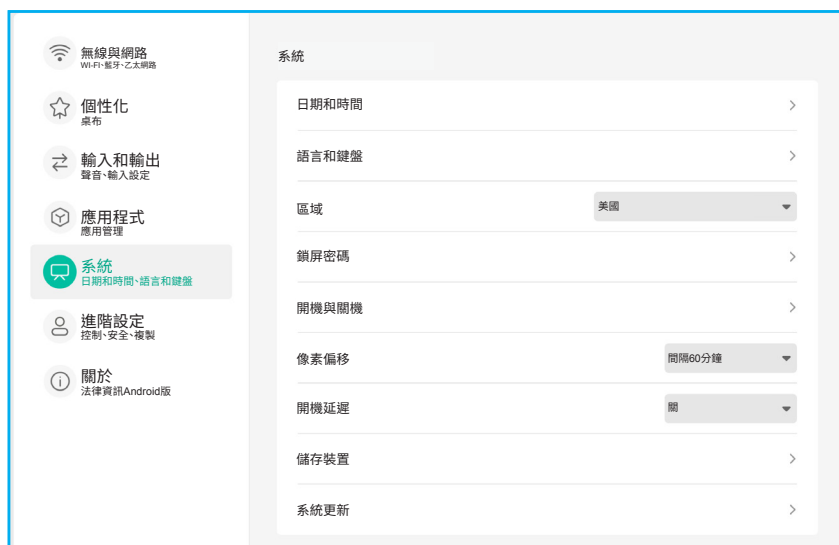 無線與網路
WI-FI、藍牙、乙太網路
個性化
桌布
輸入和輸出
聲音、輸入設定
應用程式
應用管理
系統
日期和時間、語言和鍵盤
進階設定
控制、安全、複製
關於
法律資訊Android版
系統
日期和時間
語言和鍵盤
區域
美國
鎖屏密碼
開機與關機
像素偏移
間隔60分鐘
開機延遲
關
儲存裝置
系統更新